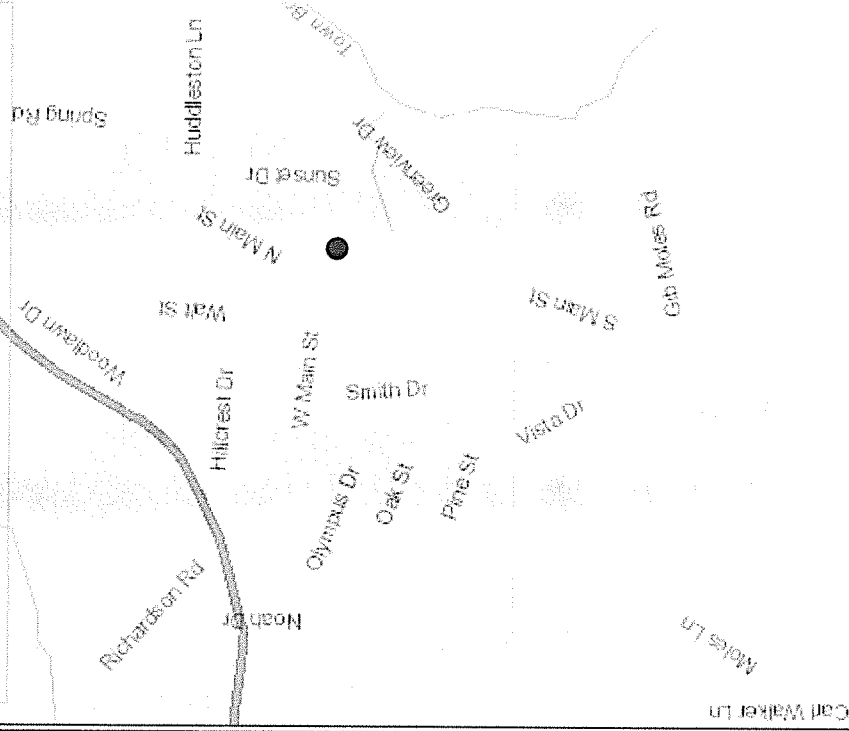 Town Br
Huddleston Ln
Spring Rd
Greenview Dr
Sunset Dr
N Main St
Gib Moles Rd
Walt St
S Main St
Woodlawn Dr
W Main St
Hillcrest Dr
Smith Dr
Vista Dr
Olympus Dr
Oak St
Pine St
Richardson Rd
Noah Dr
Moles Ln
Carl Walker Ln